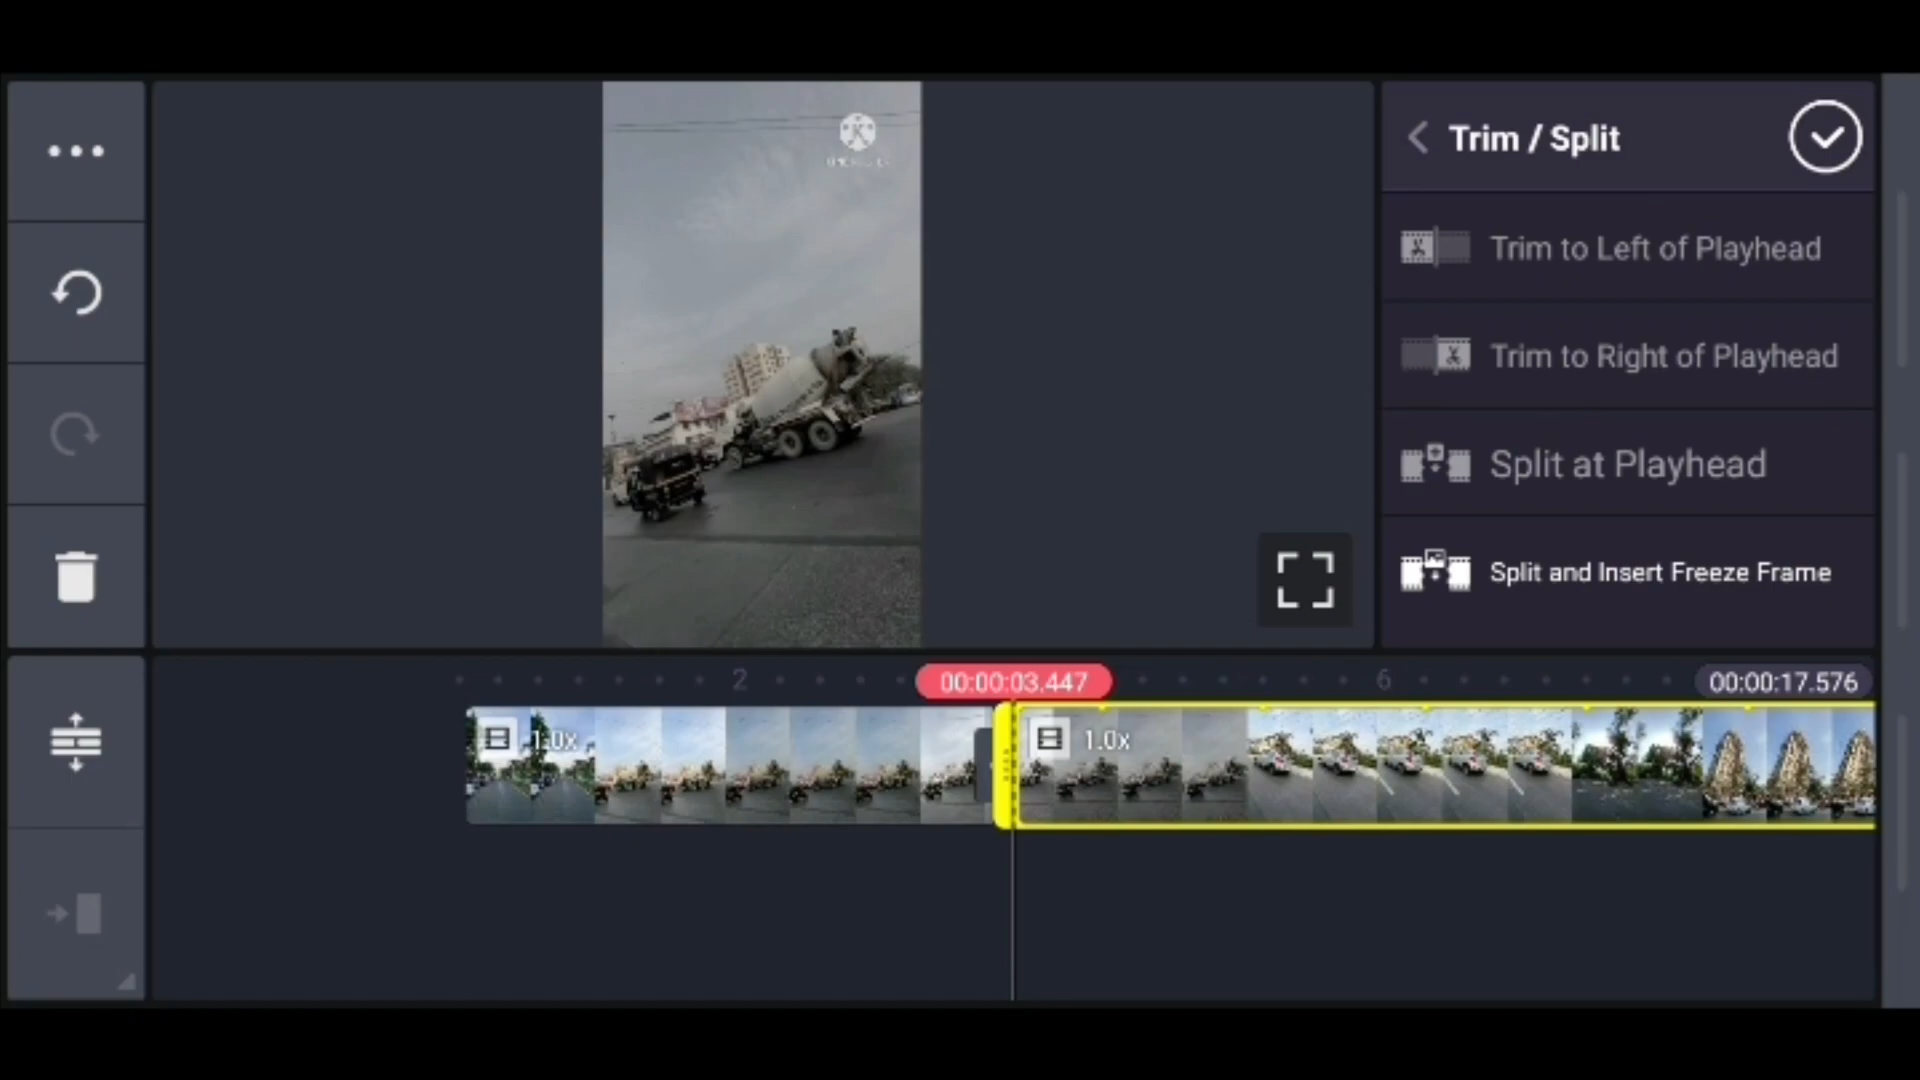 Trim / Split
Trim to Left of Playhead
Trim to Right of Playhead
Split at Playhead
Split and Insert Freeze Frame
2
00:00:03.447
6
00:00:17.576
1.0x
1.0x
K